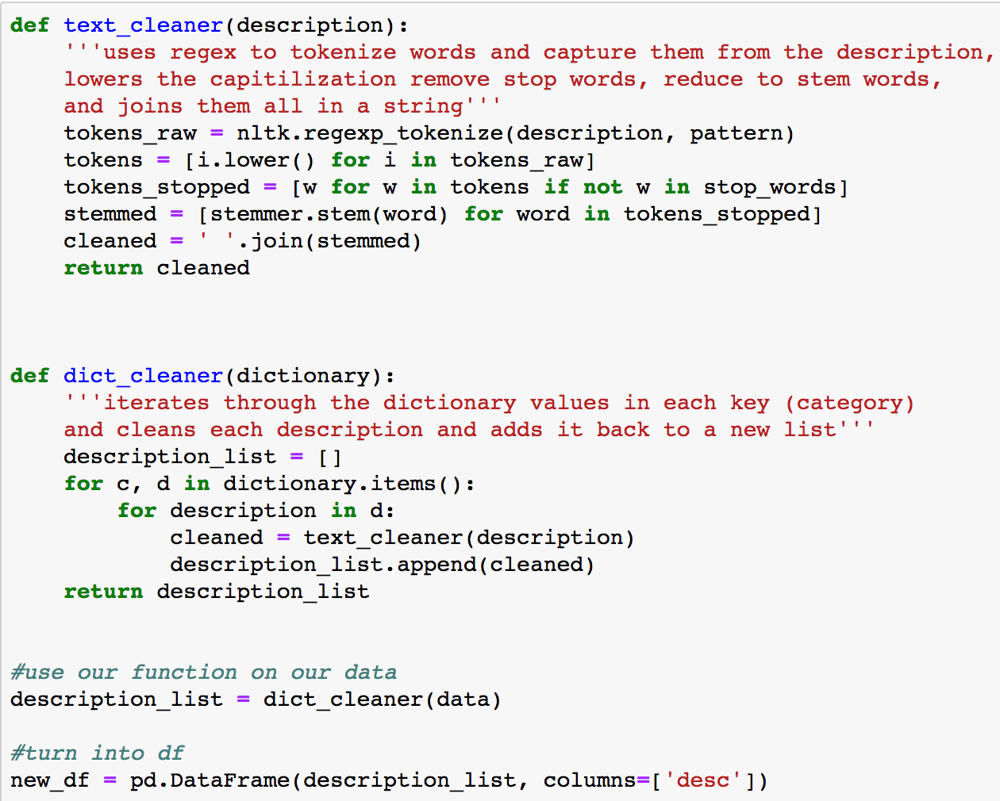 def text_cleaner(description):
    '''uses regex to tokenize words and capture them from the description,
    lowers the capitilization remove stop words, reduce to stem words,
    and joins them all in a string'''
    tokens_raw = nltk.regexp_tokenize(description, pattern)
    tokens = [i.lower() for i in tokens_raw]
    tokens_stopped = [w for w in tokens if not w in stop_words]
    stemmed = [stemmer.stem(word) for word in tokens_stopped]
    cleaned = ' '.join(stemmed)
    return cleaned
def dict_cleaner(dictionary):
    '''iterates through the dictionary values in each key (category)
    and cleans each description and adds it back to a new list'''
    description_list = []
    for c, d in dictionary.items():
        for description in d:
            cleaned = text_cleaner(description)
            description_list.append(cleaned)
    return description_list
#use our function on our data
description_list = dict_cleaner(data)
#turn into df
new_df = pd.DataFrame(description_list, columns=['desc'])